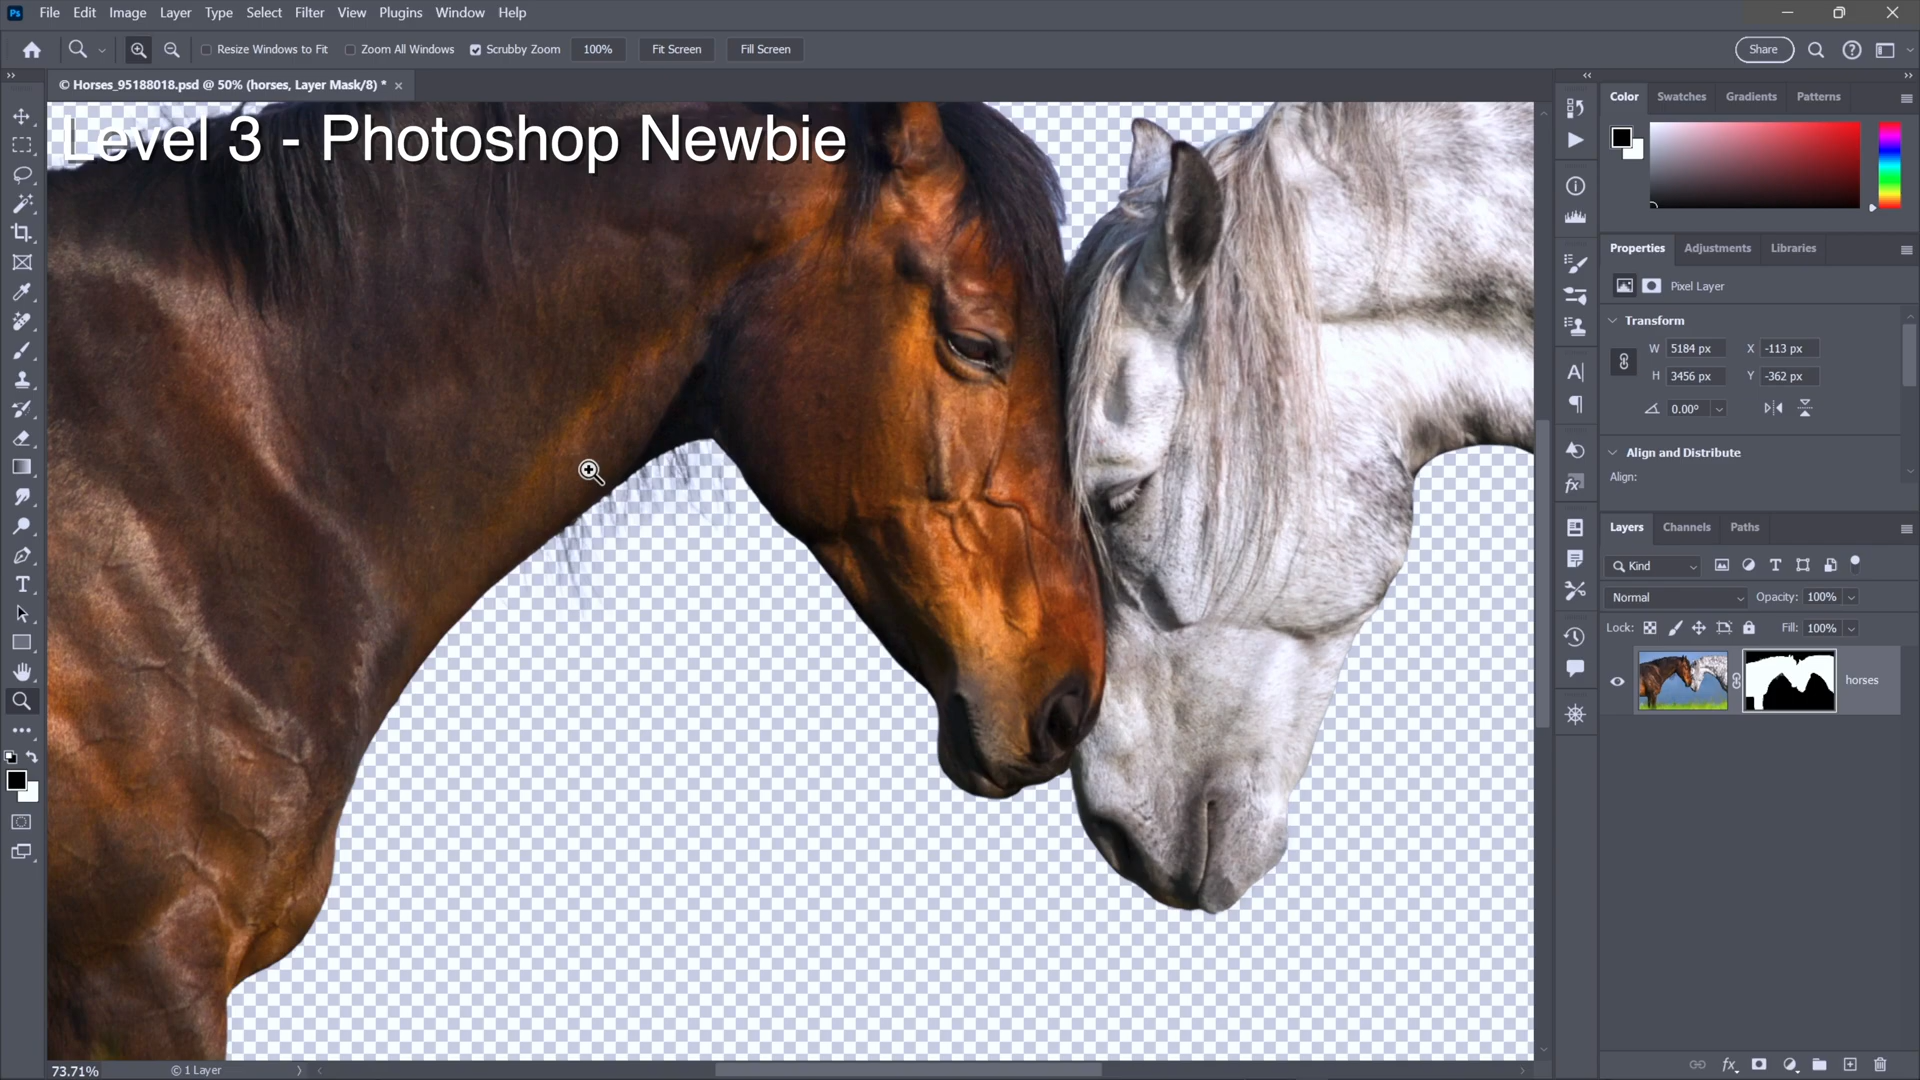 Ps File Edit Image Layer Type Select Filter View Plugins Window Help
Resize Windows to Fit Zoom All Windows Scrubby Zoom 100% Fit Screen Fill Screen Share
© Horses_95188018.psd @ 50% (horses, Layer Mask/8) * ×
Level 3 - Photoshop Newbie
Color Swatches Gradients Patterns
Properties Adjustments Libraries
Pixel Layer
Transform
W 5184 px X -113 px
H 3456 px Y -362 px
0.00°
Align and Distribute
Align:
Layers Channels Paths
Kind
Normal Opacity: 100%
Lock: Fill: 100%
horses
73.71% © 1 Layer